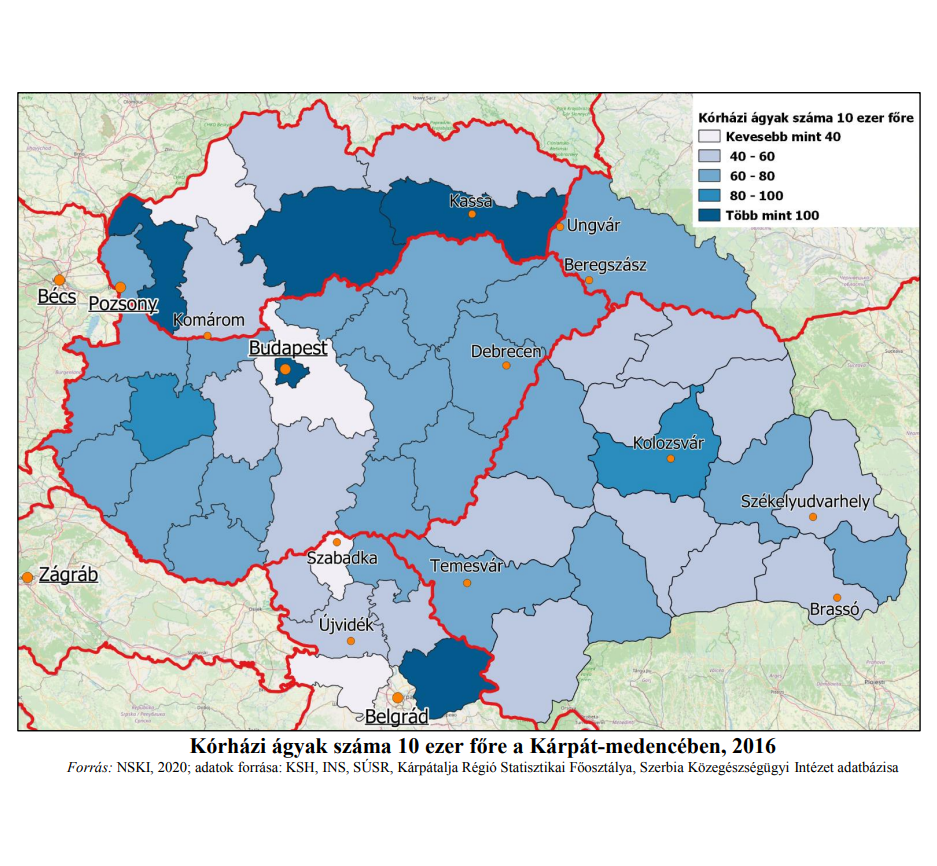 Kórházi ágyak száma 10 ezer főre
Kevesebb mint 40
40 - 60
60 - 80
80 - 100
Több mint 100
Kassa
Ungvár
Beregszász
Bécs
Pozsony
Komárom
Budapest
Debrecen
Kolozsvár
Székelyudvarhely
Szabadka
Temesvár
Zágráb
Brassó
Újvidék
Belgrád
Kórházi ágyak száma 10 ezer főre a Kárpát-medencében, 2016
Forrás: NSKI, 2020; adatok forrása: KSH, INS, SÚSR, Kárpátalja Régió Statisztikai Főosztálya, Szerbia Közegészségügyi Intézet adatbázisa